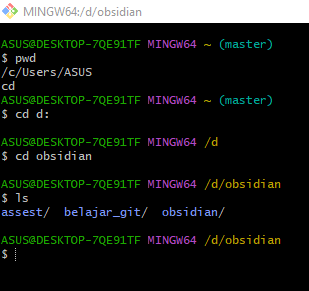 MINGW64:/d/obsidian
ASUS@DESKTOP-7QE91TF MINGW64 ~ (master)
$ pwd
/c/Users/ASUS
cd
ASUS@DESKTOP-7QE91TF MINGW64 ~ (master)
$ cd d:
ASUS@DESKTOP-7QE91TF MINGW64 /d
$ cd obsidian
ASUS@DESKTOP-7QE91TF MINGW64 /d/obsidian
$ ls
assest/  belajar_git/  obsidian/
ASUS@DESKTOP-7QE91TF MINGW64 /d/obsidian
$